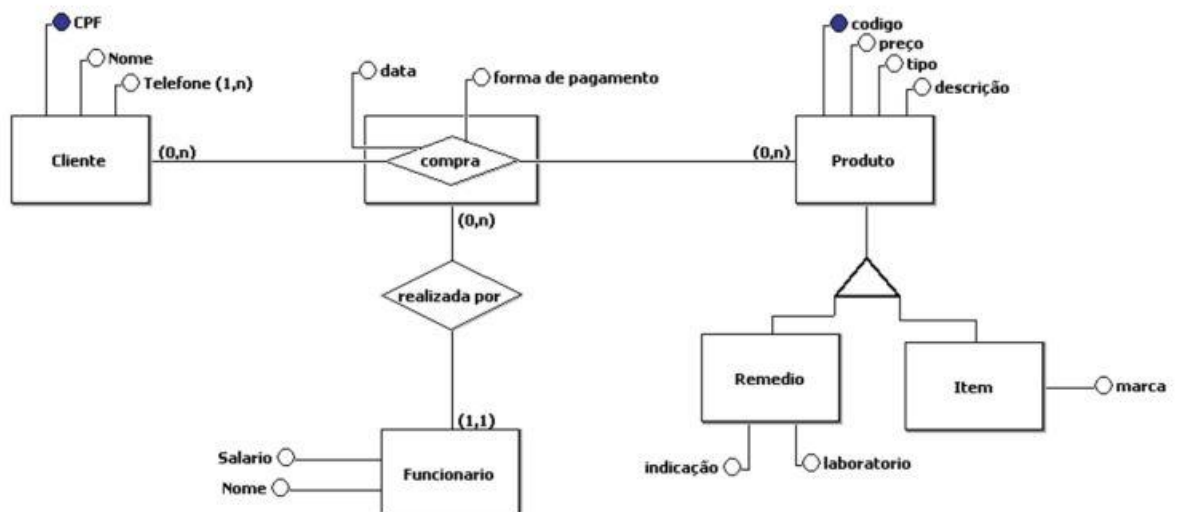 CPF
Nome
Telefone (1,n)
Cliente
(0,n)
data
forma de pagamento
compra
(0,n)
codigo
preço
tipo
descrição
Produto
(0,n)
realizada por
(1,1)
Salario
Nome
Funcionario
Remedio
indicação
laboratorio
Item
marca